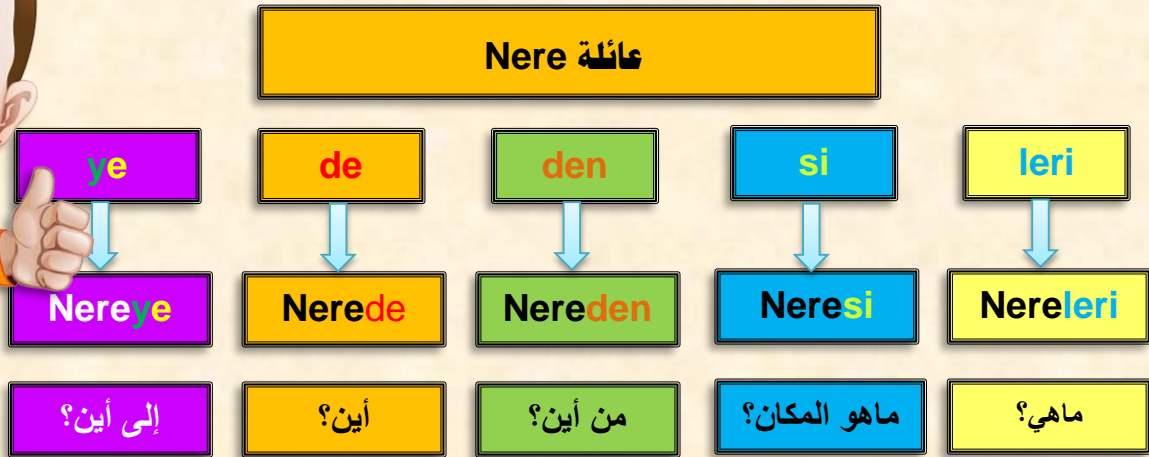 عائلة Nere
ye de den si leri
Nereye Nerede Nereden Neresi Nereleri
إلى أين؟ أين؟ من أين؟ ماهو المكان؟ ماهي؟